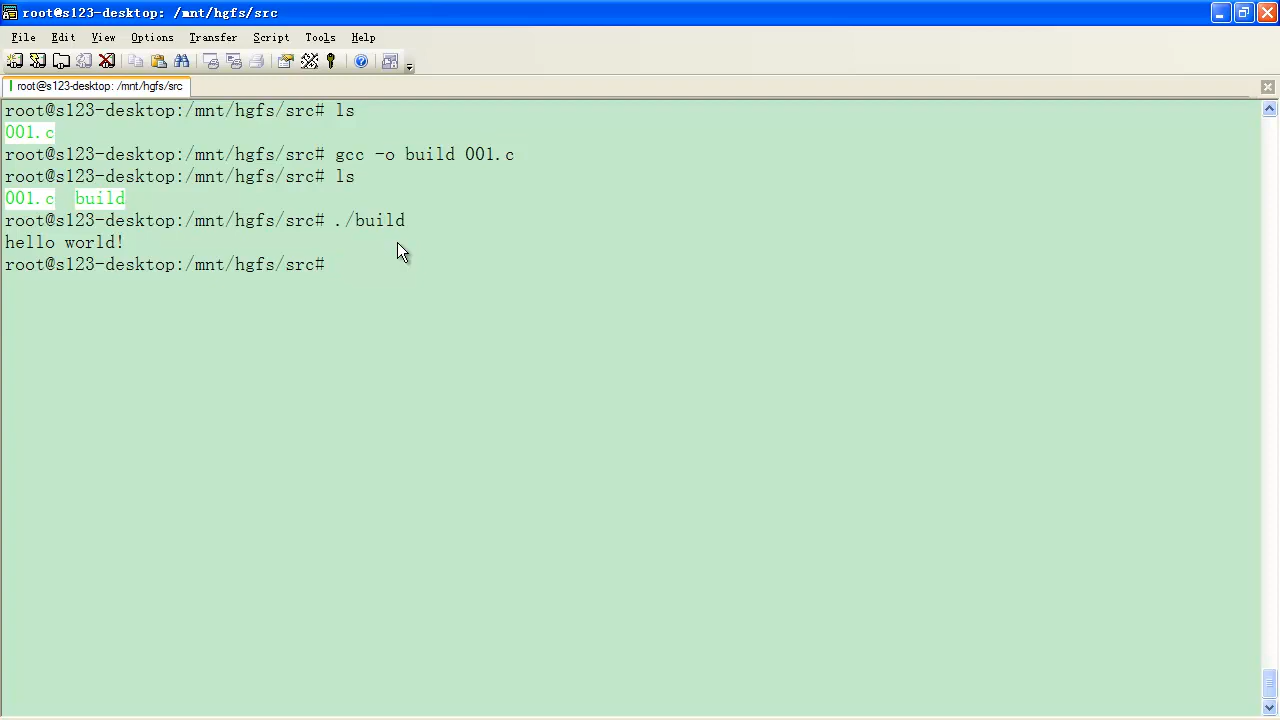 root@s123-desktop: /mnt/hgfs/src
File Edit View Options Transfer Script Tools Help
root@s123-desktop: /mnt/hgfs/src
root@s123-desktop:/mnt/hgfs/src# ls
001.c
root@s123-desktop:/mnt/hgfs/src# gcc -o build 001.c
root@s123-desktop:/mnt/hgfs/src# ls
001.c build
root@s123-desktop:/mnt/hgfs/src# ./build
hello world!
root@s123-desktop:/mnt/hgfs/src#